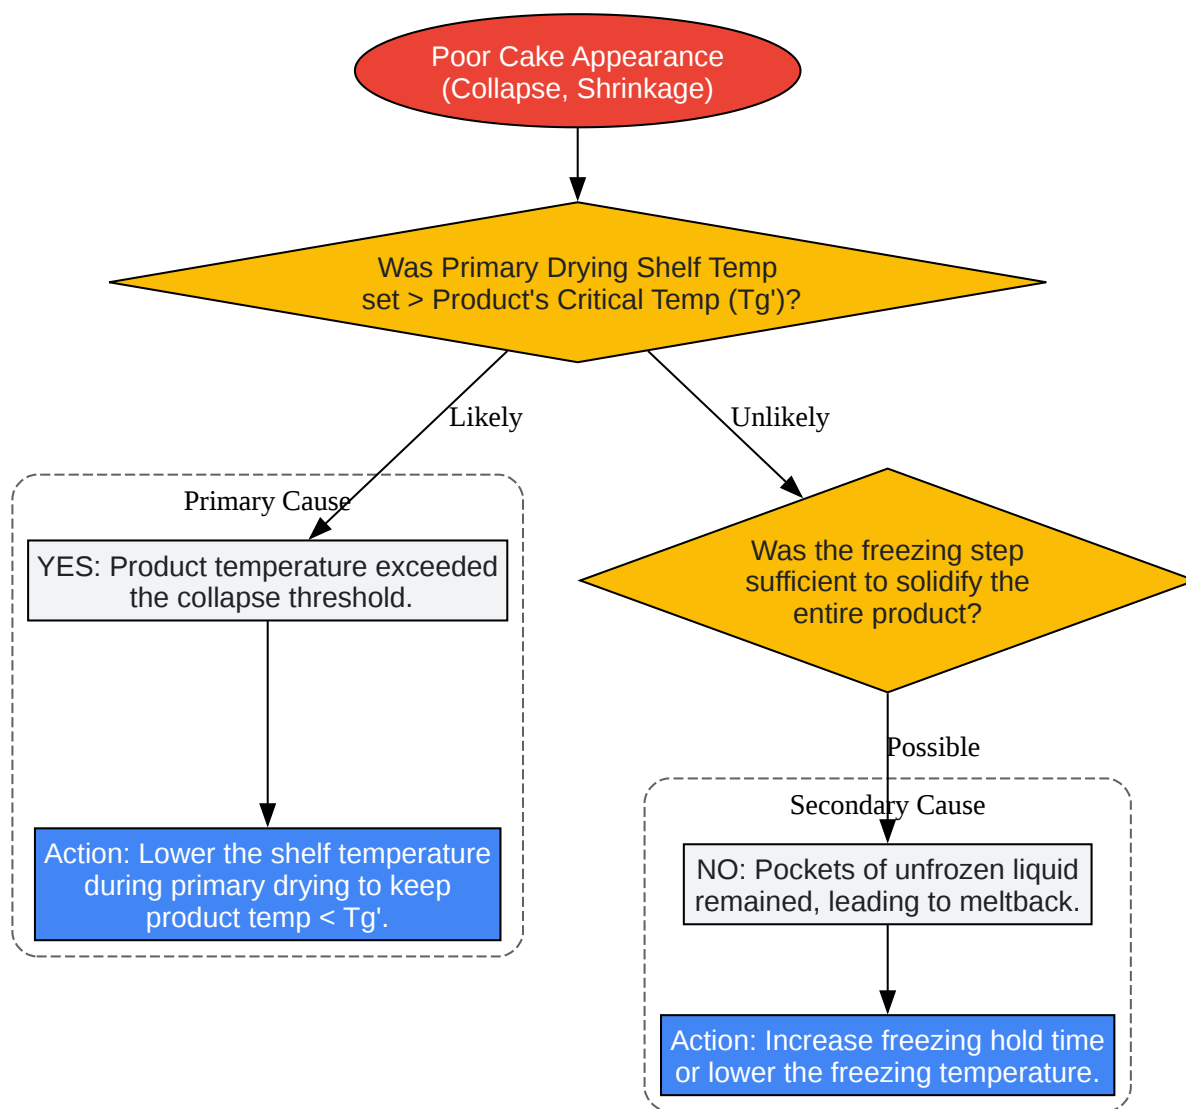 Poor Cake Appearance
(Collapse, Shrinkage)
Was Primary Drying Shelf Temp
set > Product's Critical Temp (Tg')?
Likely
Unlikely
Primary Cause
YES: Product temperature exceeded
the collapse threshold.
Action: Lower the shelf temperature
during primary drying to keep
product temp < Tg'.
Was the freezing step
sufficient to solidify the
entire product?
Possible
Secondary Cause
NO: Pockets of unfrozen liquid
remained, leading to meltback.
Action: Increase freezing hold time
or lower the freezing temperature.